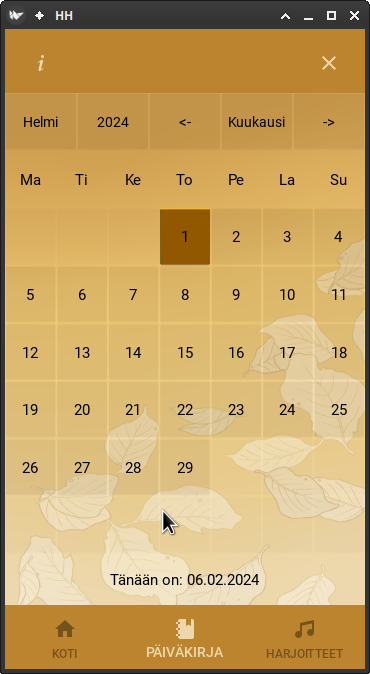 HH
i
Helmi 2024 <- Kuukausi ->
Ma Ti Ke To Pe La Su
1 2 3 4
5 6 7 8 9 10 11
12 13 14 15 16 17 18
19 20 21 22 23 24 25
26 27 28 29
Tänään on: 06.02.2024
KOTI PÄIVÄKIRJA HARJOITTEET